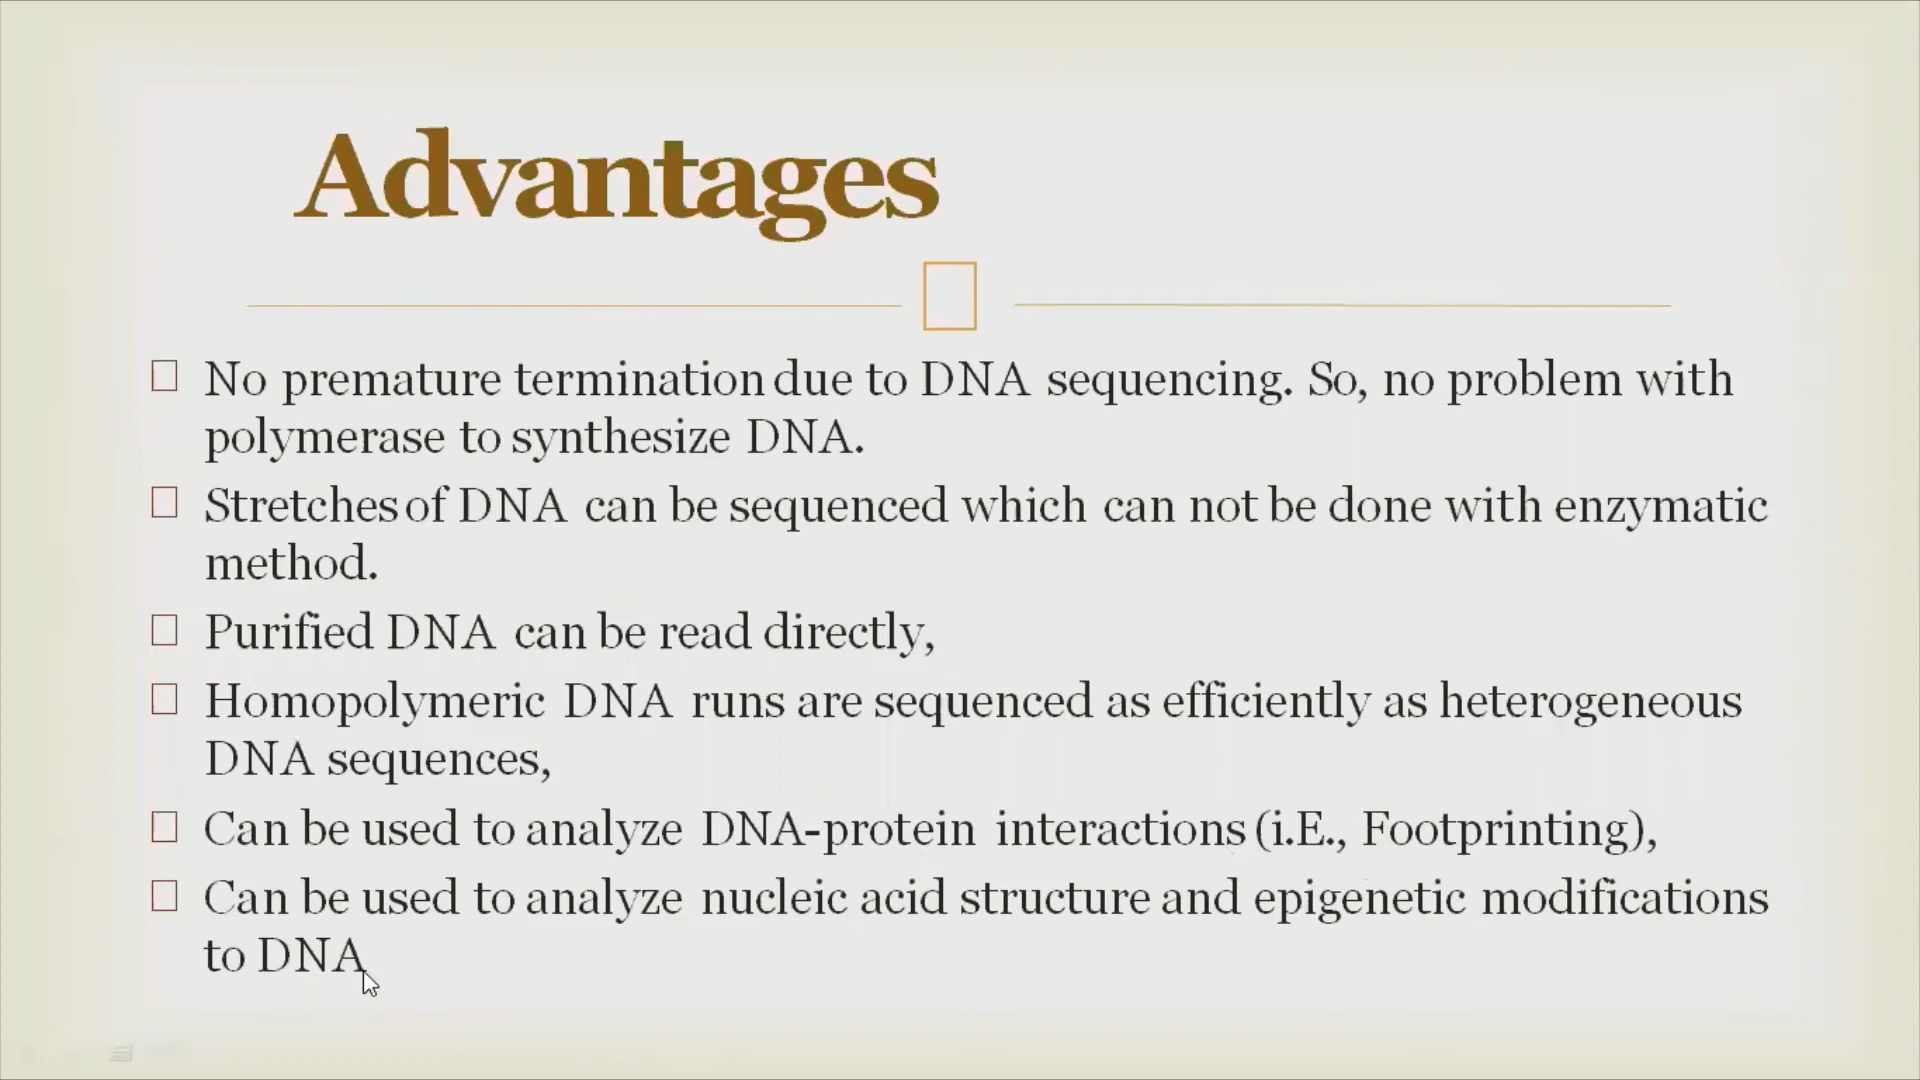 Advantages
No premature termination due to DNA sequencing. So, no problem with
polymerase to synthesize DNA.
Stretches of DNA can be sequenced which can not be done with enzymatic
method.
Purified DNA can be read directly,
Homopolymeric DNA runs are sequenced as efficiently as heterogeneous
DNA sequences,
Can be used to analyze DNA-protein interactions (i.E., Footprinting),
Can be used to analyze nucleic acid structure and epigenetic modifications
to DNA